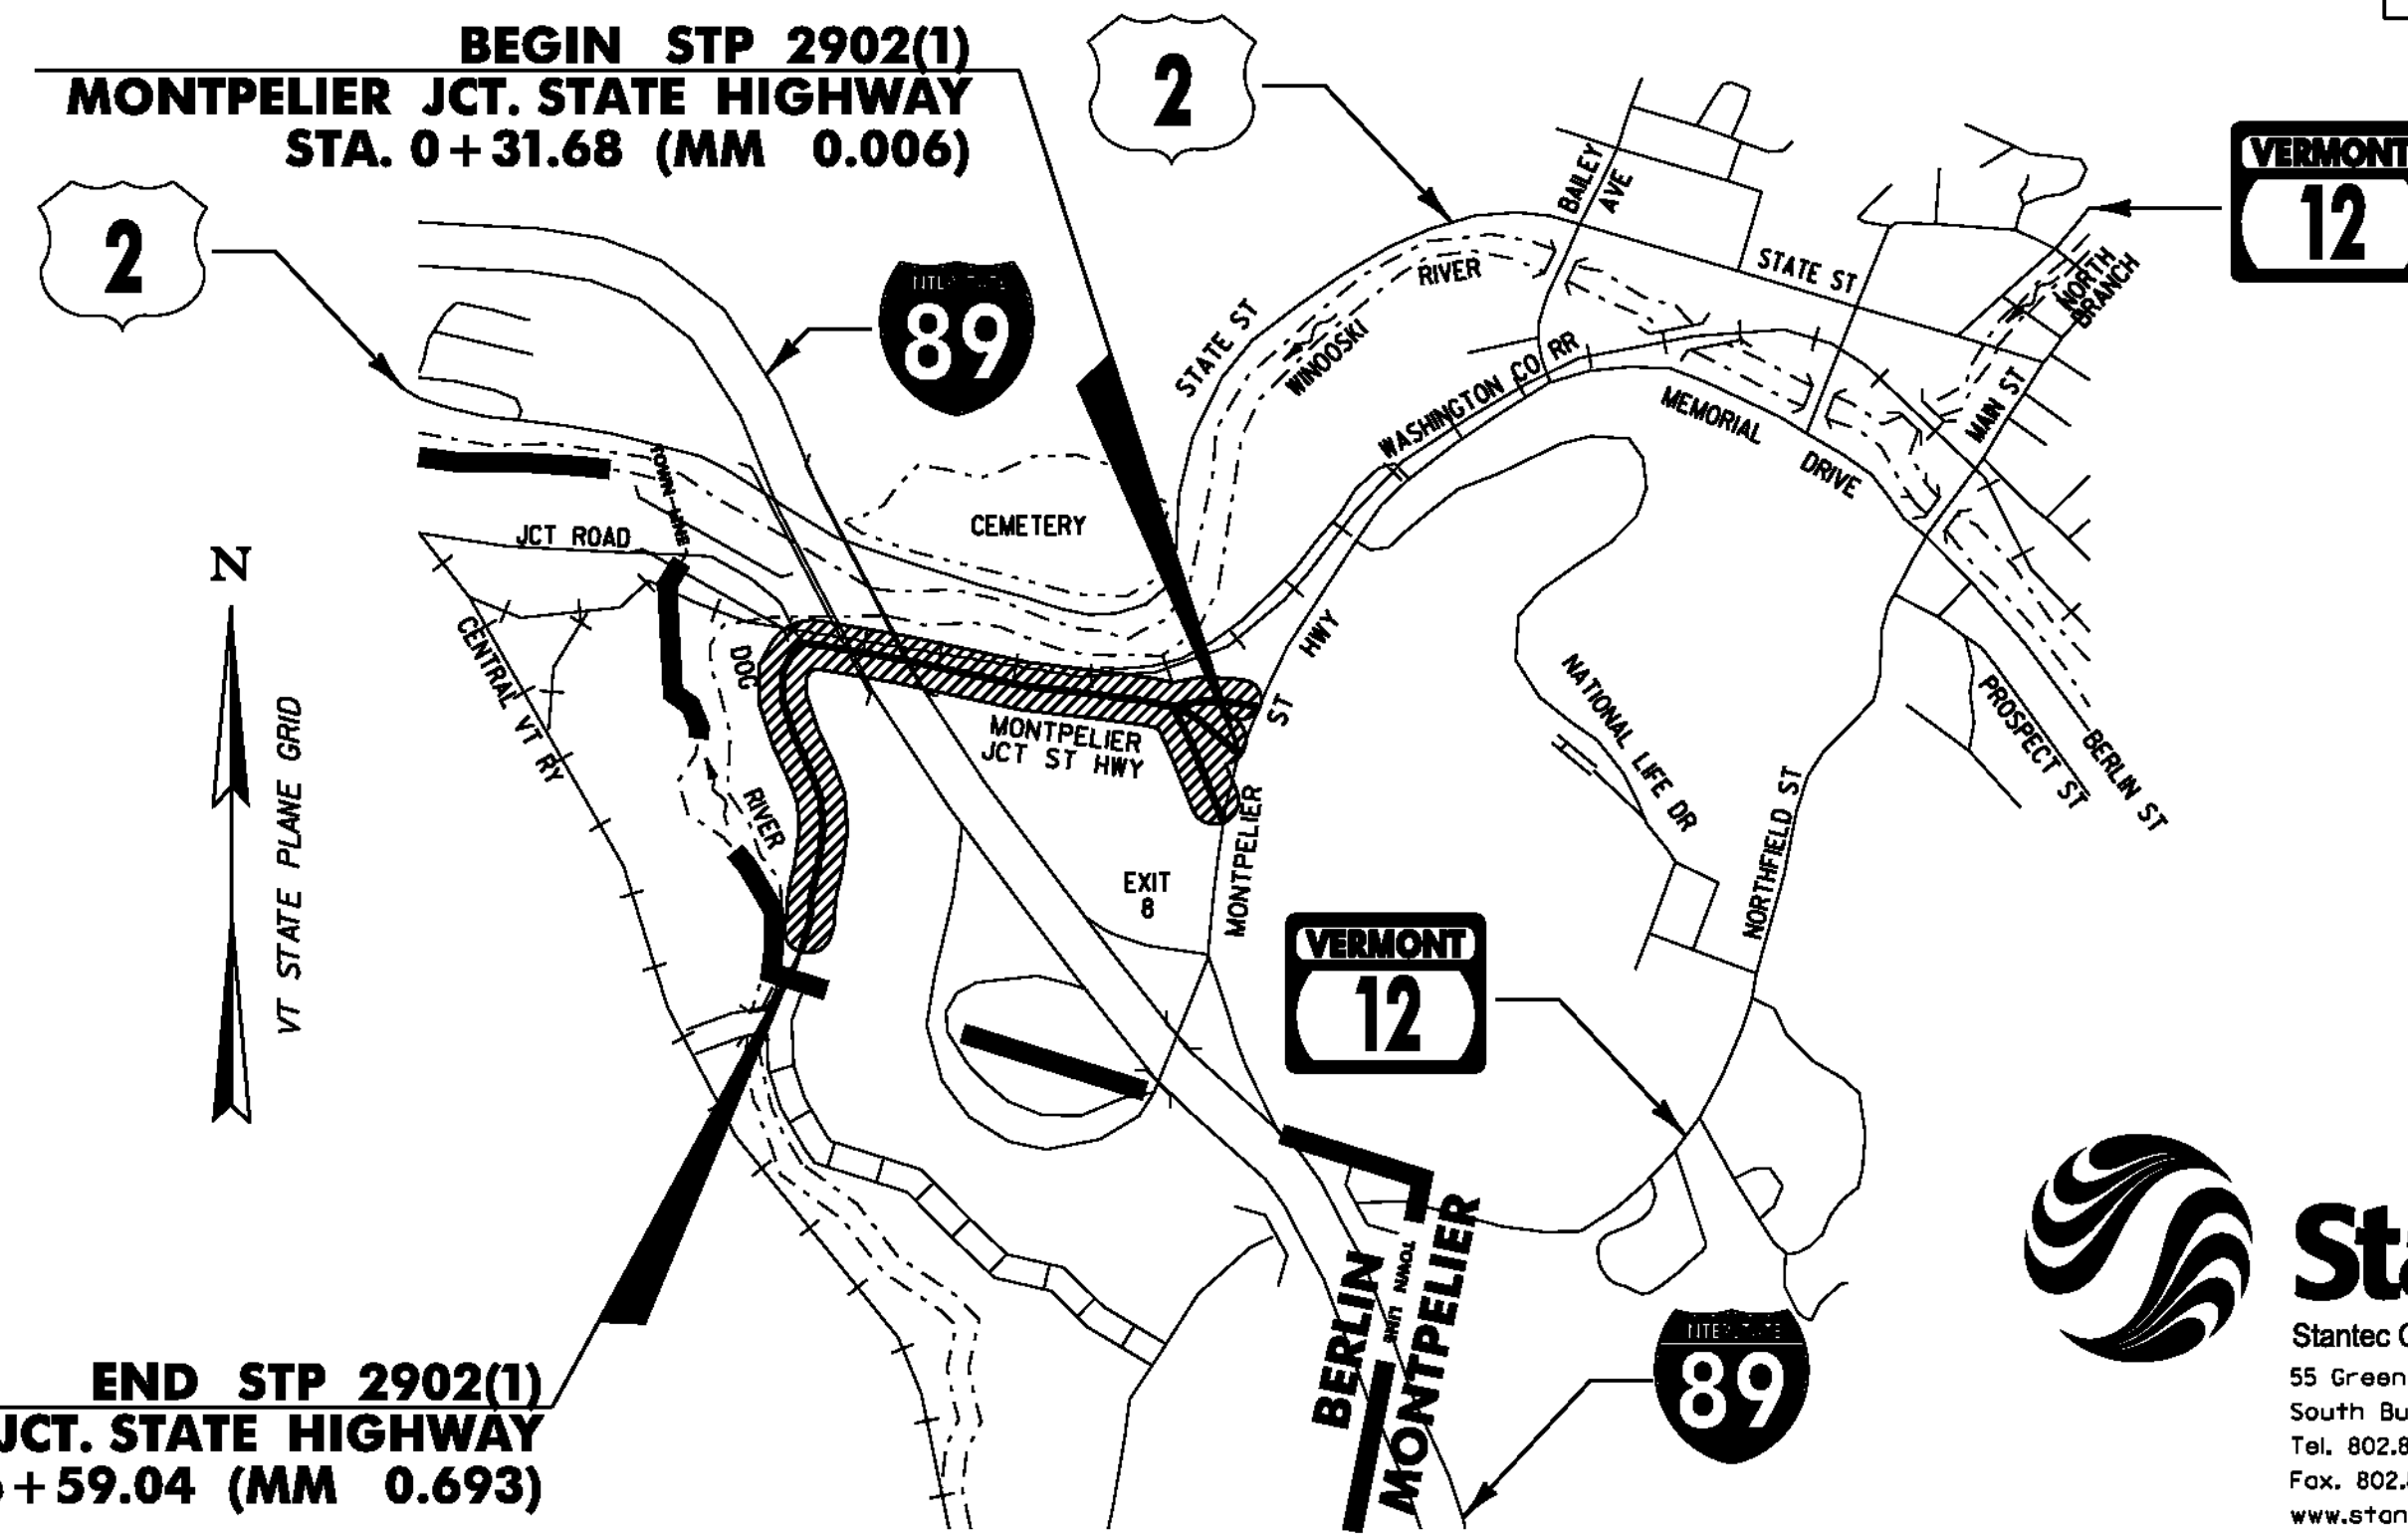 BEGIN STP 2902(1)
MONTPELIER JCT. STATE HIGHWAY
STA. 0+31.68 (MM 0.006)
2
2
VERMONT
12
89
BAILEY
AVE
STATE ST
NORTH
BRANCH
RIVER
WINOOSKI
STATE ST
WASHINGTON CO RR
MEMORIAL
DRIVE
MAIN ST
TOWN LINE
JCT ROAD
CEMETERY
N
VT STATE PLANE GRID
CENTRAL VT RY
DOG
RIVER
MONTPELIER
JCT ST HWY
MONTPELIER
ST
HWY
NATIONAL LIFE DR
PROSPECT ST
BERLIN ST
NORTHFIELD ST
EXIT
8
VERMONT
12
BERLIN
TOWN LINE
MONTPELIER
89
END STP 2902(1)
JCT. STATE HIGHWAY
+59.04 (MM 0.693)
Stantec
55 Green
South
Tel. 802.
Fax. 802.